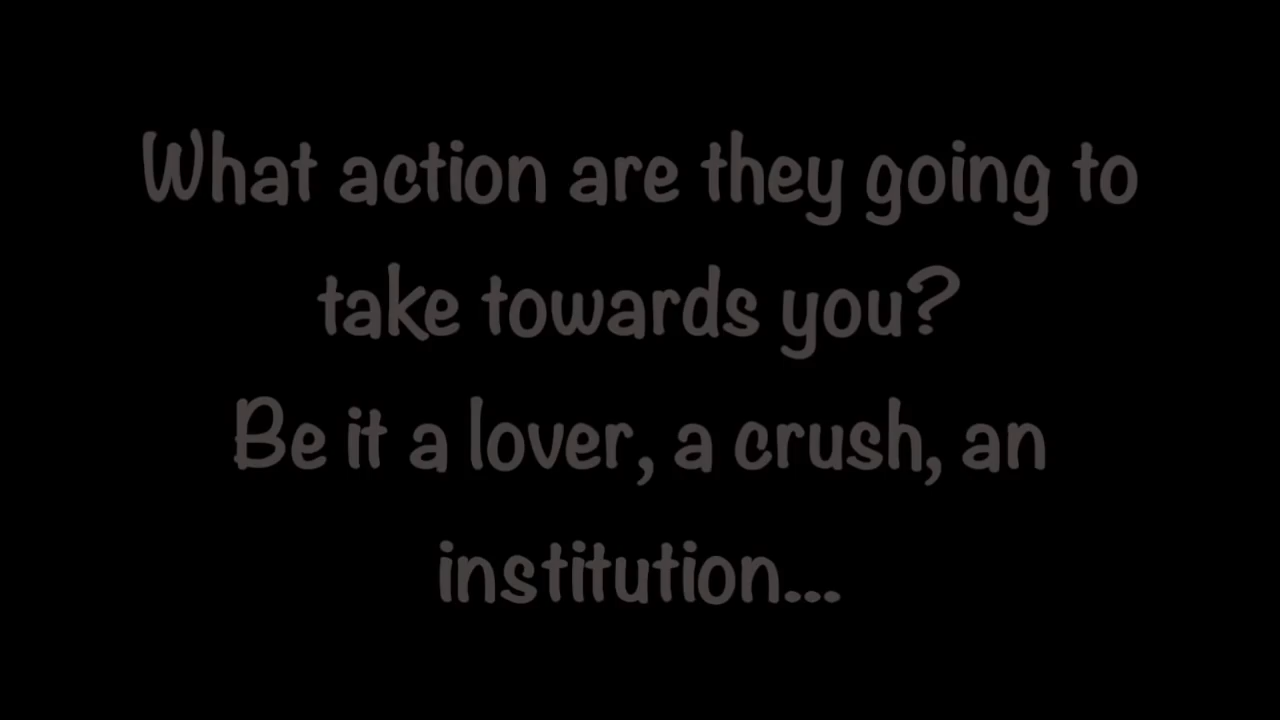 What action are they going to
take towards you?
Be it a lover, a crush, an
institution...